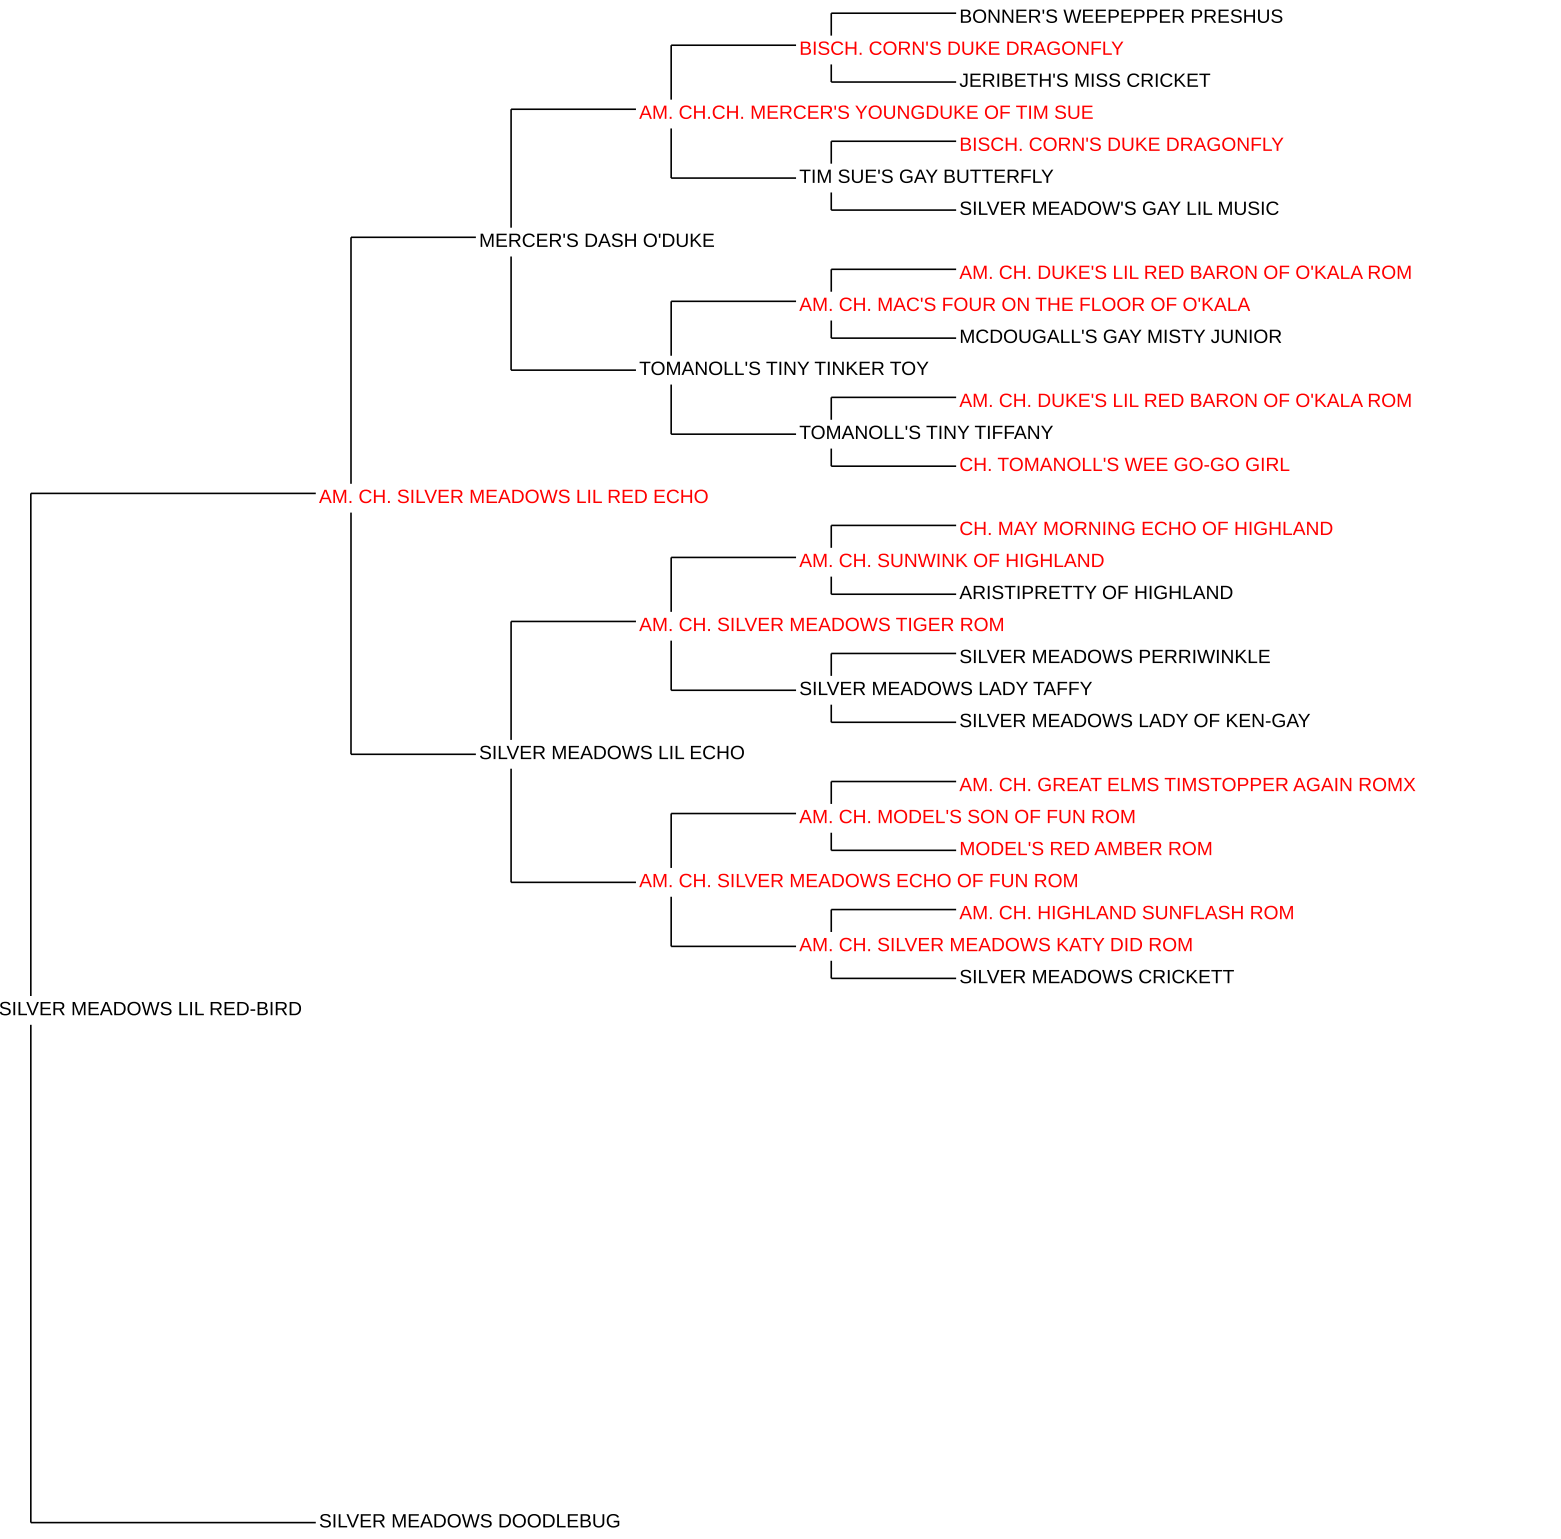 BONNER'S WEEPEPPER PRESHUS
BISCH. CORN'S DUKE DRAGONFLY
JERIBETH'S MISS CRICKET
AM. CH.CH. MERCER'S YOUNGDUKE OF TIM SUE
BISCH. CORN'S DUKE DRAGONFLY
TIM SUE'S GAY BUTTERFLY
SILVER MEADOW'S GAY LIL MUSIC
MERCER'S DASH O'DUKE
AM. CH. DUKE'S LIL RED BARON OF O'KALA ROM
AM. CH. MAC'S FOUR ON THE FLOOR OF O'KALA
MCDOUGALL'S GAY MISTY JUNIOR
TOMANOLL'S TINY TINKER TOY
AM. CH. DUKE'S LIL RED BARON OF O'KALA ROM
TOMANOLL'S TINY TIFFANY
CH. TOMANOLL'S WEE GO-GO GIRL
AM. CH. SILVER MEADOWS LIL RED ECHO
CH. MAY MORNING ECHO OF HIGHLAND
AM. CH. SUNWINK OF HIGHLAND
ARISTIPRETTY OF HIGHLAND
AM. CH. SILVER MEADOWS TIGER ROM
SILVER MEADOWS PERRIWINKLE
SILVER MEADOWS LADY TAFFY
SILVER MEADOWS LADY OF KEN-GAY
SILVER MEADOWS LIL ECHO
AM. CH. GREAT ELMS TIMSTOPPER AGAIN ROMX
AM. CH. MODEL'S SON OF FUN ROM
MODEL'S RED AMBER ROM
AM. CH. SILVER MEADOWS ECHO OF FUN ROM
AM. CH. HIGHLAND SUNFLASH ROM
AM. CH. SILVER MEADOWS KATY DID ROM
SILVER MEADOWS CRICKETT
SILVER MEADOWS LIL RED-BIRD
SILVER MEADOWS DOODLEBUG